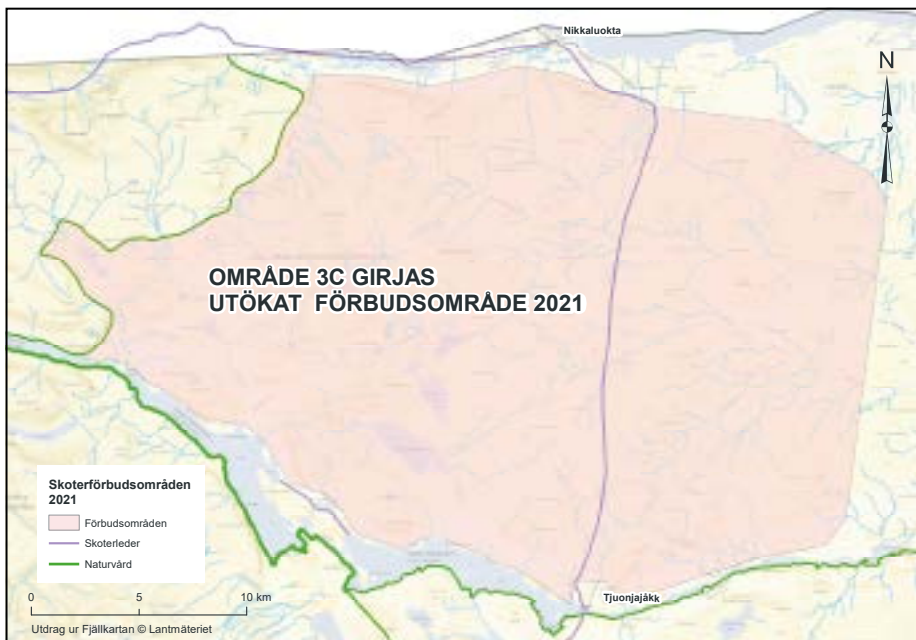 Nikkaluokta
N
OMRÅDE 3C GIRJAS
UTÖKAT FÖRBUDSOMRÅDE 2021
Skoterförbudsområden
2021
Förbudsområden
Skoterleder
Naturvård
0 5 10 km
Utdrag ur Fjällkartan © Lantmäteriet
Tjuonjajåkk